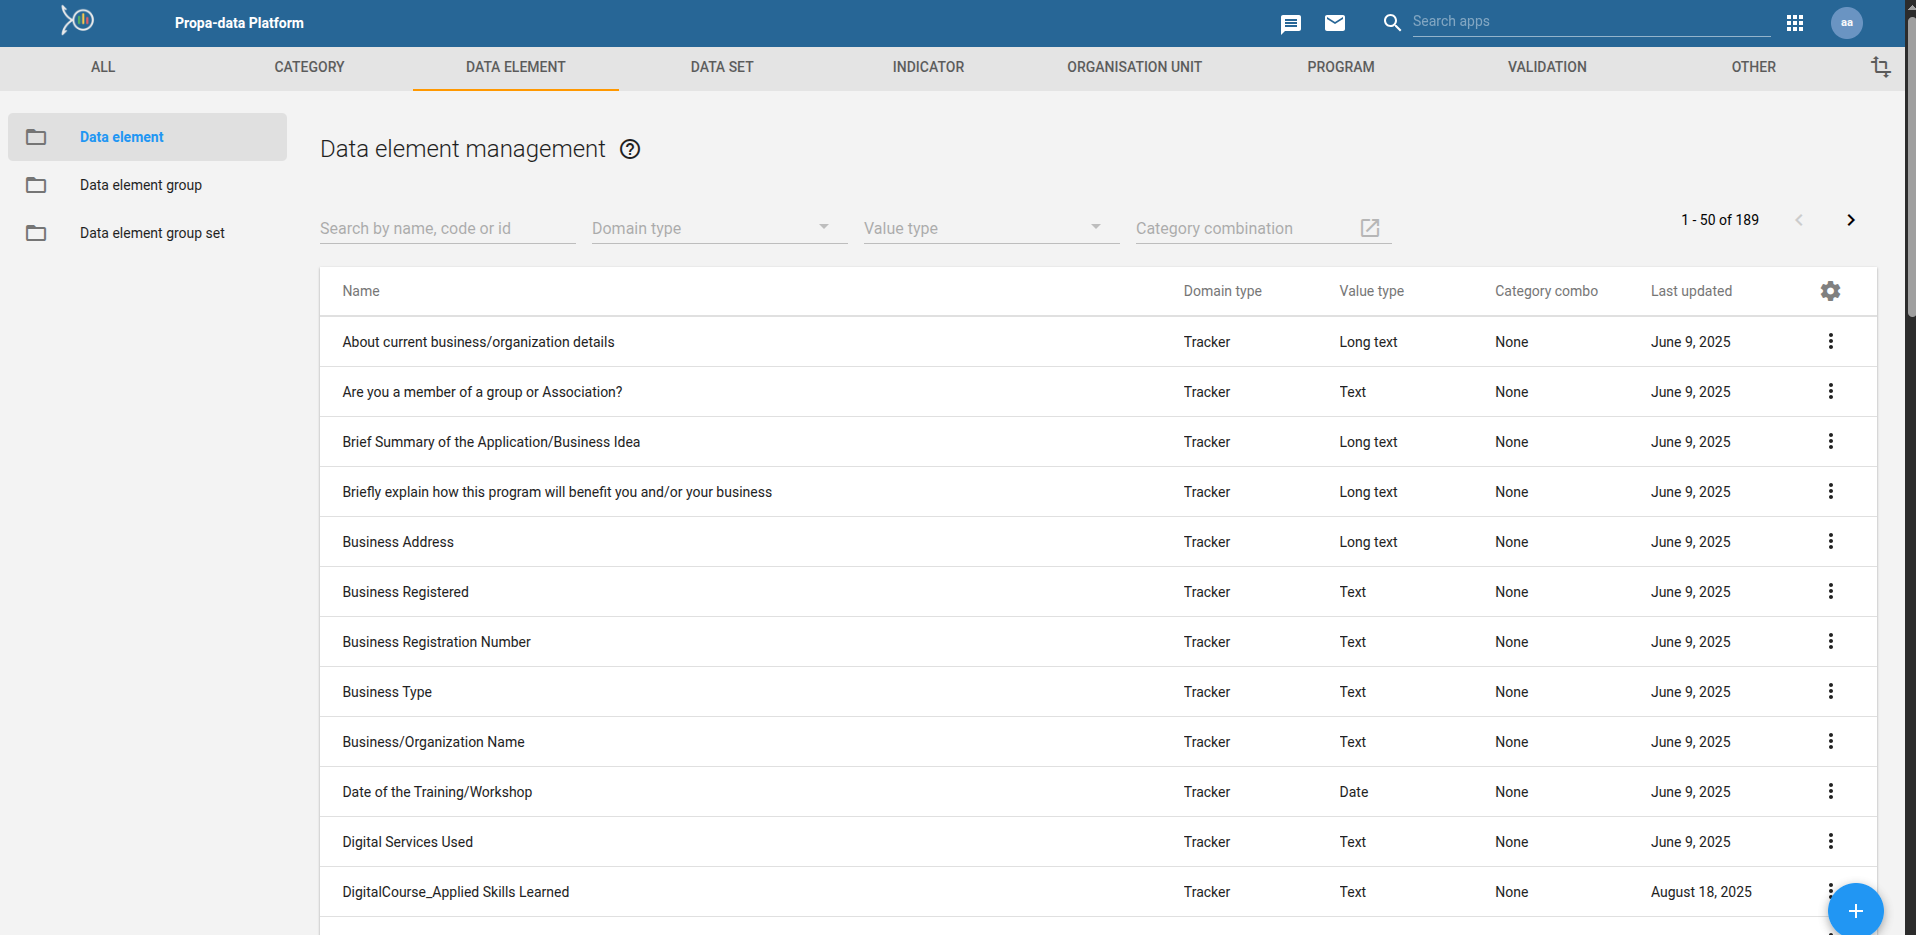 Propa-data Platform
Search apps
aa
ALL
CATEGORY
DATA ELEMENT
DATA SET
INDICATOR
ORGANISATION UNIT
PROGRAM
VALIDATION
OTHER
Data element
Data element group
Data element group set
Data element management
Search by name, code or id
Domain type
Value type
Category combination
1 - 50 of 189
Name Domain type Value type Category combo Last updated
About current business/organization details Tracker Long text None June 9, 2025
Are you a member of a group or Association? Tracker Text None June 9, 2025
Brief Summary of the Application/Business Idea Tracker Long text None June 9, 2025
Briefly explain how this program will benefit you and/or your business Tracker Long text None June 9, 2025
Business Address Tracker Long text None June 9, 2025
Business Registered Tracker Text None June 9, 2025
Business Registration Number Tracker Text None June 9, 2025
Business Type Tracker Text None June 9, 2025
Business/Organization Name Tracker Text None June 9, 2025
Date of the Training/Workshop Tracker Date None June 9, 2025
Digital Services Used Tracker Text None June 9, 2025
DigitalCourse_Applied Skills Learned Tracker Text None August 18, 2025